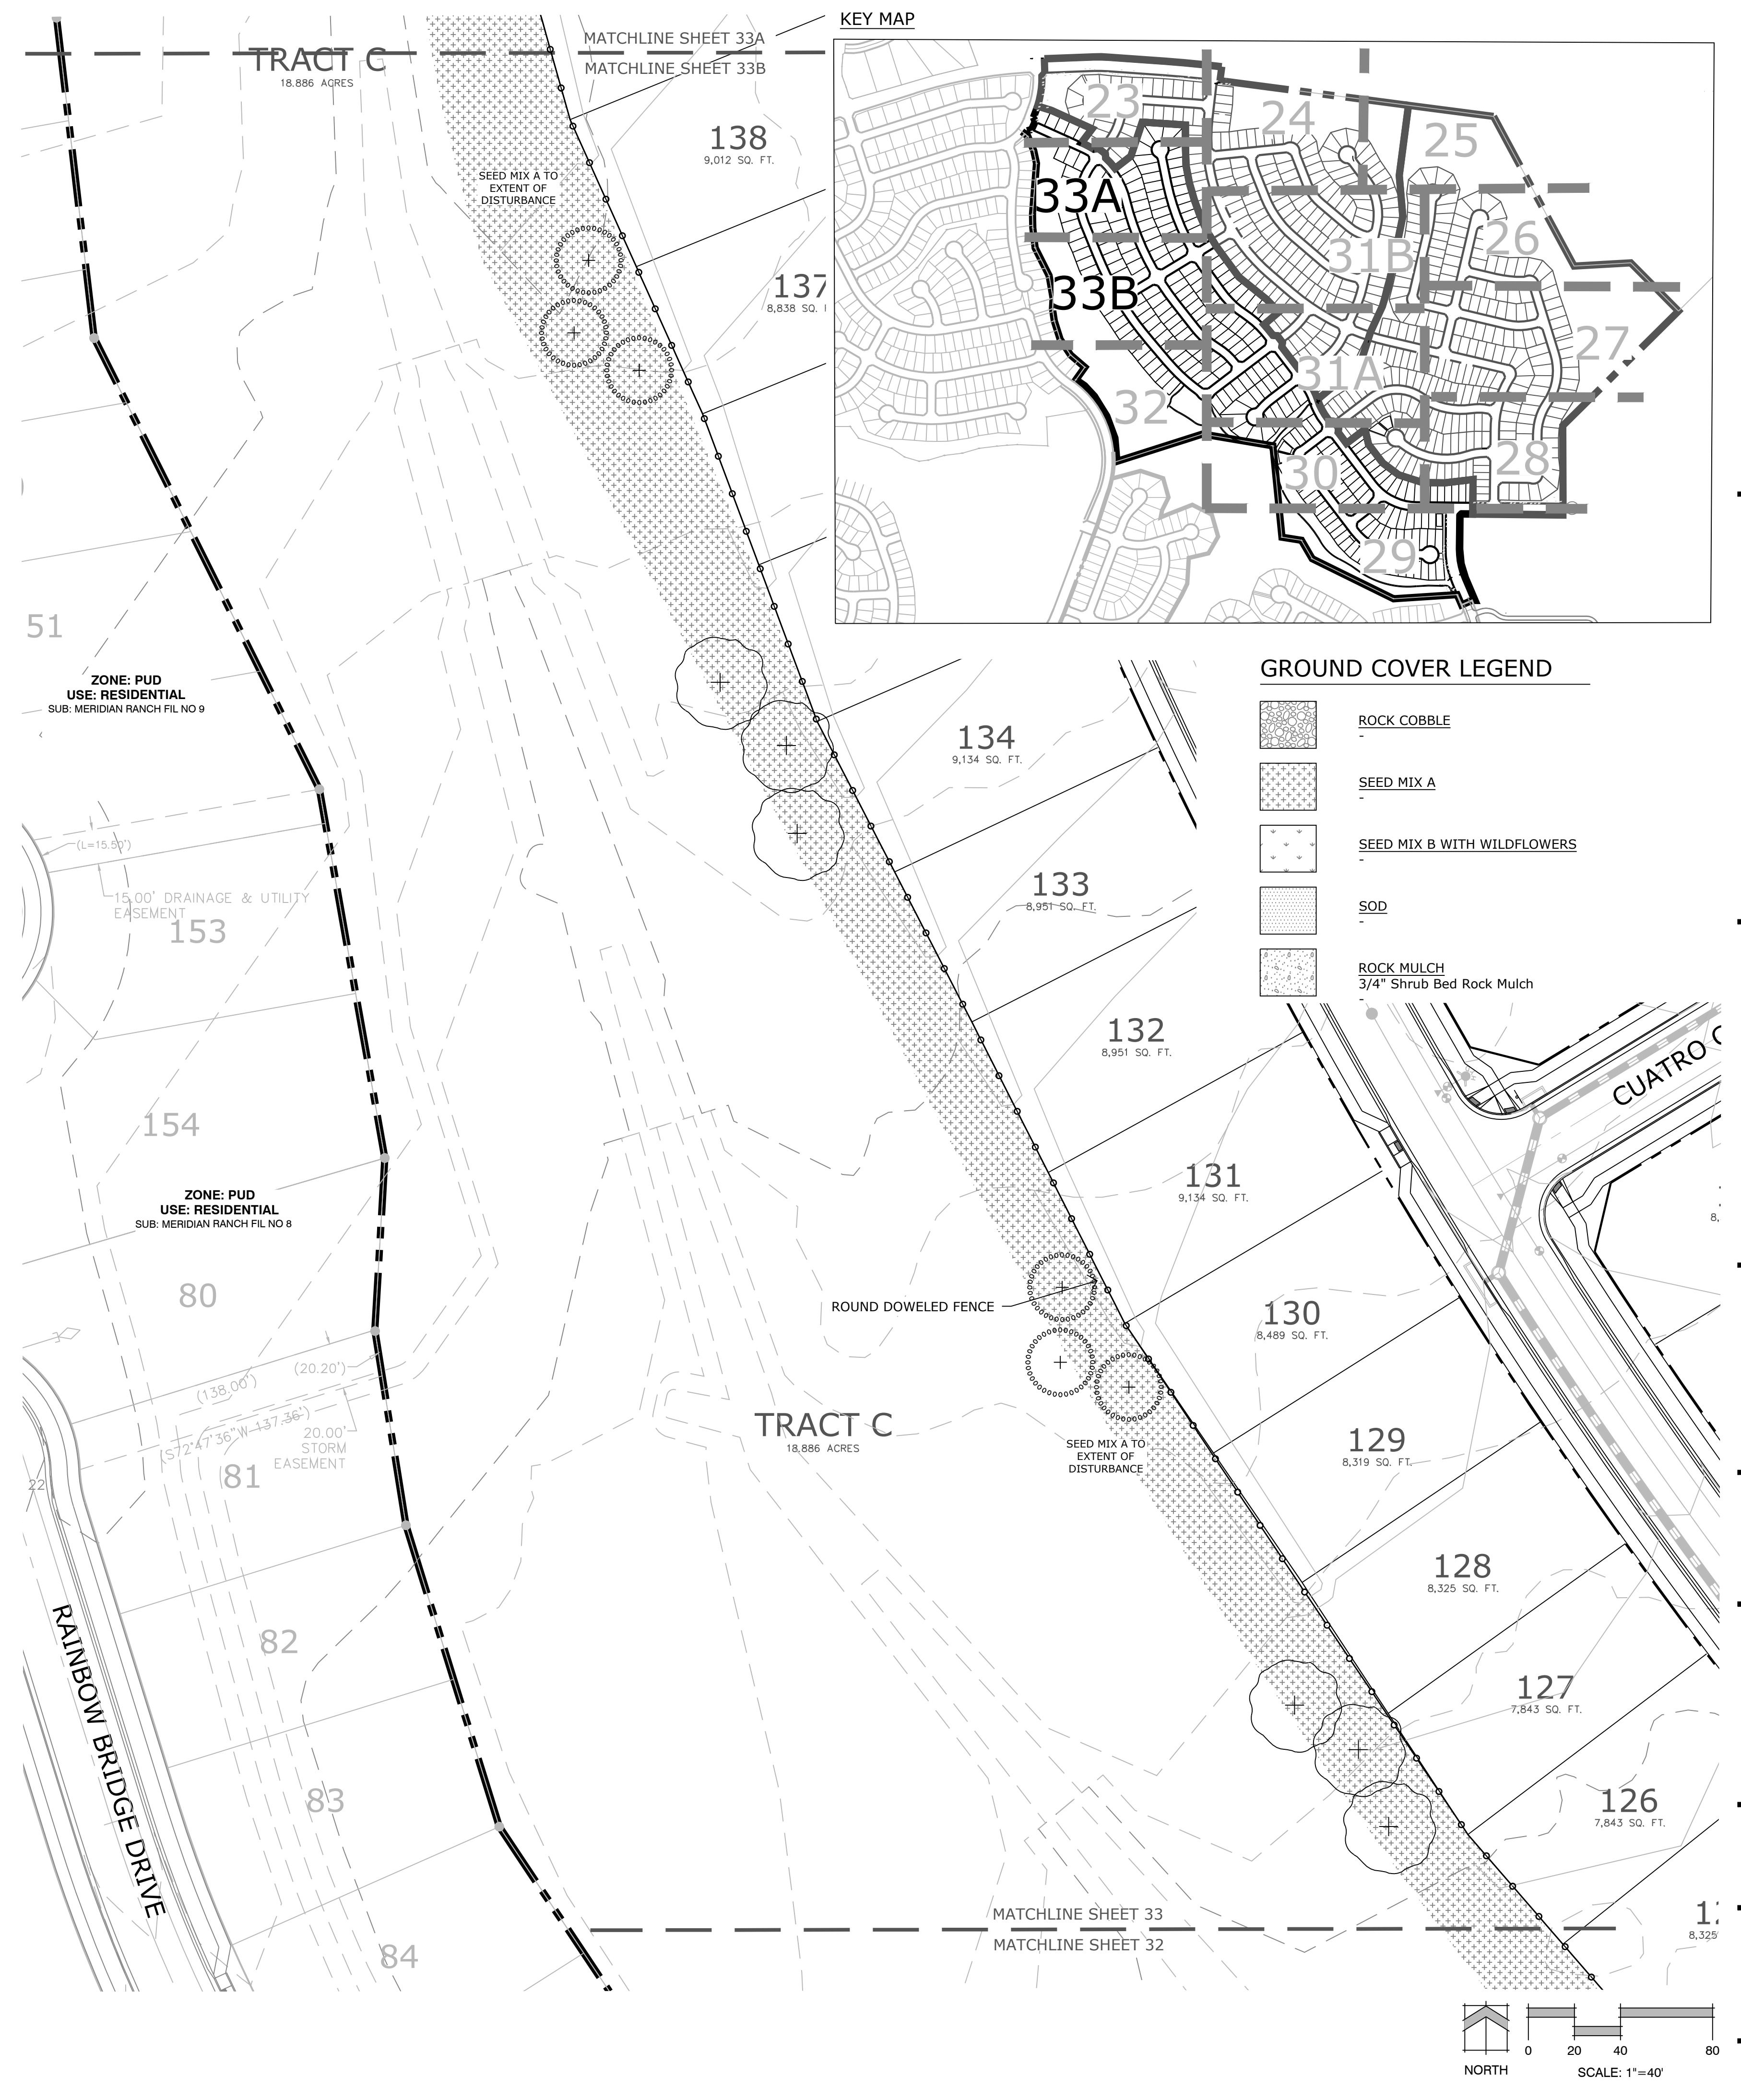 KEY MAP
MATCHLINE SHEET 33A
MATCHLINE SHEET 33B
TRACT C
18.886 ACRES
138
9,012 SQ. FT.
SEED MIX A TO
EXTENT OF
DISTURBANCE
137
8,838 SQ.
23
24
25
33A
31B
26
33B
27
31A
32
30
28
29
51
ZONE: PUD
USE: RESIDENTIAL
SUB: MERIDIAN RANCH FIL NO 9
GROUND COVER LEGEND
ROCK COBBLE
-
SEED MIX A
-
SEED MIX B WITH WILDFLOWERS
-
SOD
-
ROCK MULCH
3/4" Shrub Bed Rock Mulch
-
134
9,134 SQ. FT.
(L=15.50')
15.00' DRAINAGE & UTILITY
EASEMENT
153
133
8,951 SQ. FT.
132
8,951 SQ. FT.
CUATRO
154
131
9,134 SQ. FT.
8,
ZONE: PUD
USE: RESIDENTIAL
SUB: MERIDIAN RANCH FIL NO 8
80
ROUND DOWELED FENCE
130
8,489 SQ. FT.
(20.20')
(138.00')
(S72°47'36"W 137.36')
20.00'
STORM
EASEMENT
81
22
TRACT C
18.886 ACRES
SEED MIX A TO
EXTENT OF
DISTURBANCE
129
8,319 SQ. FT.
128
8,325 SQ. FT.
82
RAINBOW BRIDGE DRIVE
127
7,843 SQ. FT.
83
126
7,843 SQ. FT.
MATCHLINE SHEET 33
MATCHLINE SHEET 32
8,325
84
NORTH
0 20 40 80
SCALE: 1"=40'